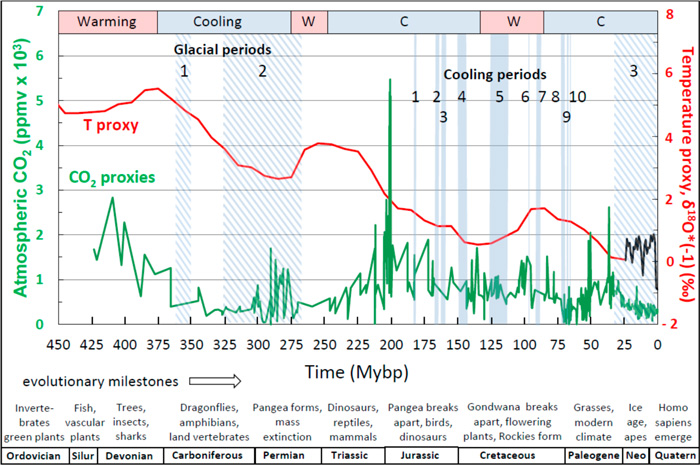 Warming Cooling W C W C
Glacial periods
1 2
Cooling periods
1 2 3 4 5 6 7 8 9 10
3
T proxy
CO2 proxies
Atmospheric CO2 (ppmv x 10³)
7
6
5
4
3
2
1
0
Temperature proxy, δ18O*(-1) (‰)
8
6
4
2
0
- 2
450 425 400 375 350 325 300 275 250 225 200 175 150 125 100 75 50 25 0
Time (Mybp)
evolutionary milestones
Inverte-
brates
green plants
Fish,
vascular
plants
Trees,
insects,
sharks
Dragonflies,
amphibians,
land vertebrates
Pangea forms,
mass
extinction
Dinosaurs,
reptiles,
mammals
Pangea breaks
apart, birds,
dinosaurs
Gondwana breaks
apart, flowering
plants, Rockies form
Grasses,
modern
climate
Ice
age,
apes
Homo
sapiens
emerge
Ordovician Silur Devonian Carboniferous Permian Triassic Jurassic Cretaceous Paleogene Neo Quatern